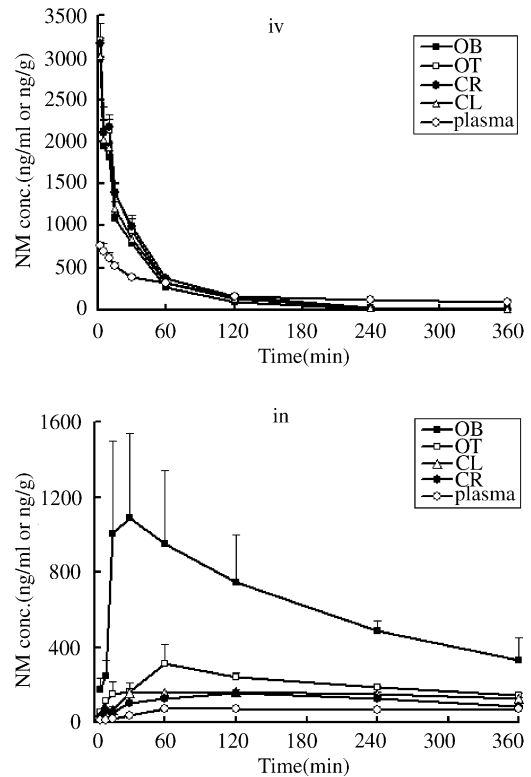 iv
NM conc.(ng/ml or ng/g)
3500
3000
2500
2000
1500
1000
500
0
OB
OT
CR
CL
plasma
0 60 120 180 240 300 360
Time(min)
in
NM conc.(ng/ml or ng/g)
1600
1200
800
400
0
OB
OT
CL
CR
plasma
0 60 120 180 240 300 360
Time(min)